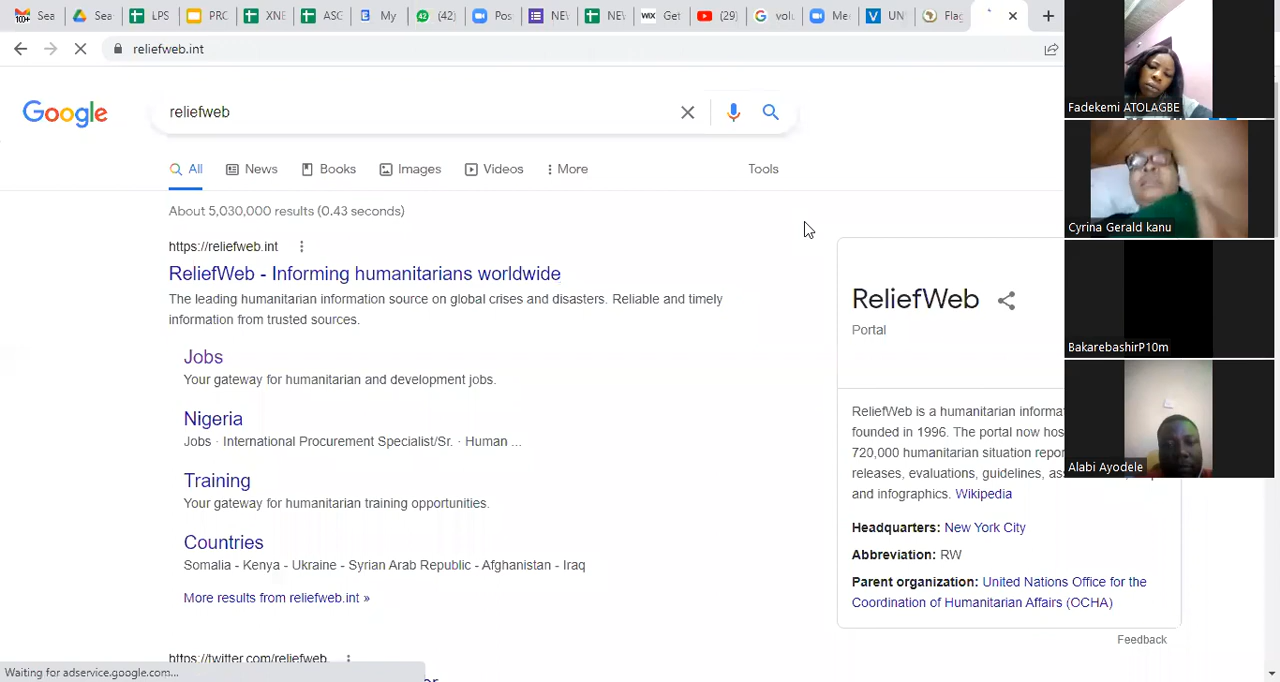 100+ Sea
Sea
LPS
PRC
XNE
ASC
My
42 (42)
Pos
NEV
NEV
WIX Get
(29)
volu
Me
UN
Flag
reliefweb.int
Google
reliefweb
All
News
Books
Images
Videos
More
Tools
About 5,030,000 results (0.43 seconds)
https://reliefweb.int
ReliefWeb - Informing humanitarians worldwide
The leading humanitarian information source on global crises and disasters. Reliable and timely
information from trusted sources.
Jobs
Your gateway for humanitarian and development jobs.
Nigeria
Jobs · International Procurement Specialist/Sr. · Human ...
Training
Your gateway for humanitarian training opportunities.
Countries
Somalia - Kenya - Ukraine - Syrian Arab Republic - Afghanistan - Iraq
More results from reliefweb.int »
https://twitter.com/reliefweb
Waiting for adservice.google.com...
ReliefWeb
Portal
ReliefWeb is a humanitarian informa
founded in 1996. The portal now hos
720,000 humanitarian situation repor
releases, evaluations, guidelines, as
and infographics. Wikipedia
Headquarters: New York City
Abbreviation: RW
Parent organization: United Nations Office for the
Coordination of Humanitarian Affairs (OCHA)
Feedback
Fadekemi ATOLAGBE
Cyrina Gerald kanu
BakarebashirP10m
Alabi Ayodele